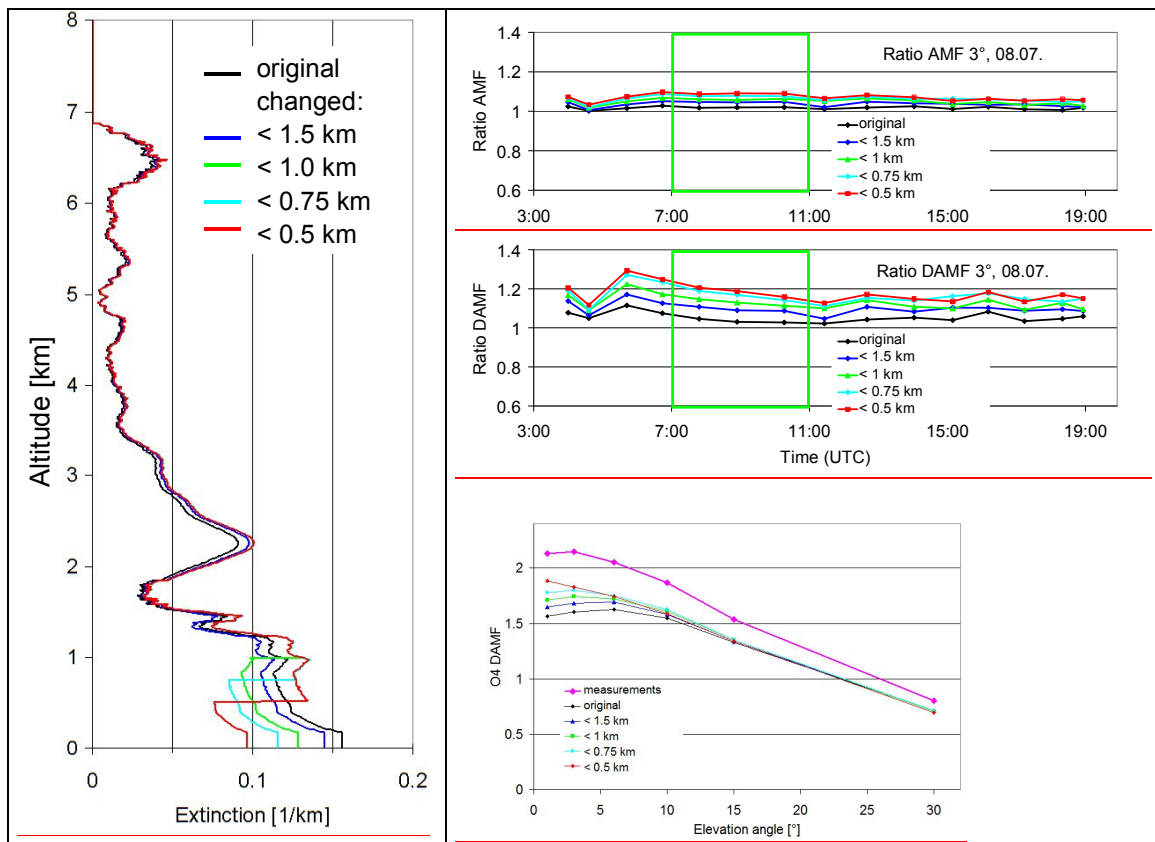 8
7
6
5
4
3
2
1
0
Altitude [km]
original
changed:
< 1.5 km
< 1.0 km
< 0.75 km
< 0.5 km
0
0.1
0.2
Extinction [1/km]
1.4
1.2
1
0.8
0.6
Ratio AMF
Ratio AMF 3°, 08.07.
original
< 1.5 km
< 1 km
< 0.75 km
< 0.5 km
3:00
7:00
11:00
15:00
19:00
1.4
1.2
1
0.8
0.6
Ratio DAMF
Ratio DAMF 3°, 08.07.
original
< 1.5 km
< 1 km
< 0.75 km
< 0.5 km
3:00
7:00
11:00
15:00
19:00
Time (UTC)
2
1.5
1
0.5
0
O4 DAMF
measurements
original
< 1.5 km
< 1 km
< 0.75 km
< 0.5 km
0
5
10
15
20
25
30
Elevation angle [°]